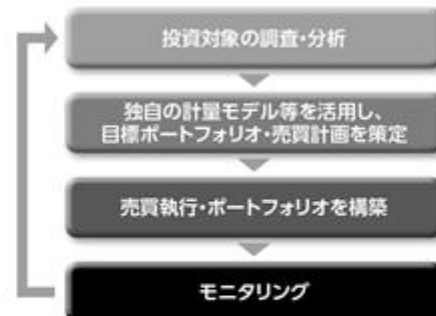 投資対象の調査・分析
独自の計量モデル等を活用し、
目標ポートフォリオ・売買計画を策定
売買執行・ポートフォリオを構築
モニタリング